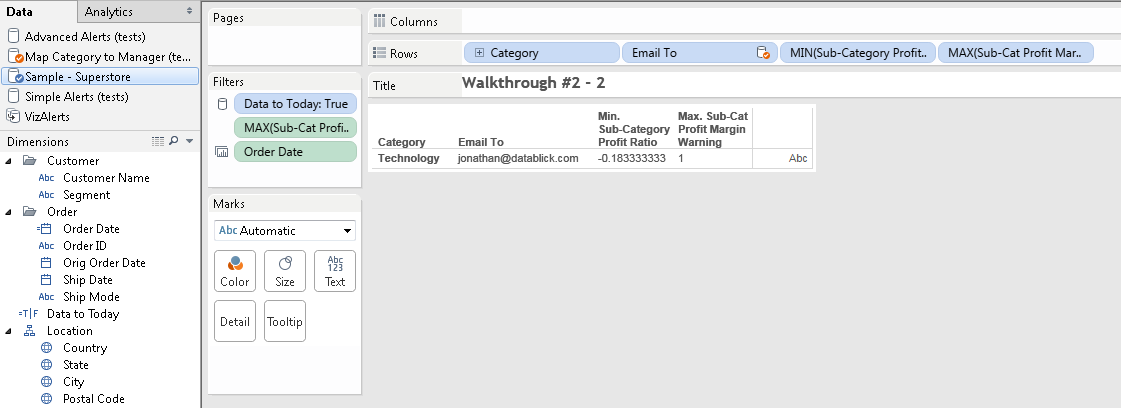 Data Analytics
Advanced Alerts (tests)
Map Category to Manager (te...
Sample - Superstore
Simple Alerts (tests)
VizAlerts
Dimensions
Customer
Abc Customer Name
Abc Segment
Order
Order Date
Abc Order ID
Orig Order Date
Ship Date
Abc Ship Mode
=T|F Data to Today
Location
Country
State
City
Postal Code
Pages
Filters
Data to Today: True
MAX(Sub-Cat Profi..
Order Date
Marks
Abc Automatic
Color
Size
Abc
123
Text
Detail
Tooltip
Columns
Rows
Category
Email To
MIN(Sub-Category Profit..
MAX(Sub-Cat Profit Mar..
Title
Walkthrough #2 - 2
Category
Email To
Min.
Sub-Category
Profit Ratio
Max. Sub-Cat
Profit Margin
Warning
Technology jonathan@datablick.com -0.183333333 1 Abc